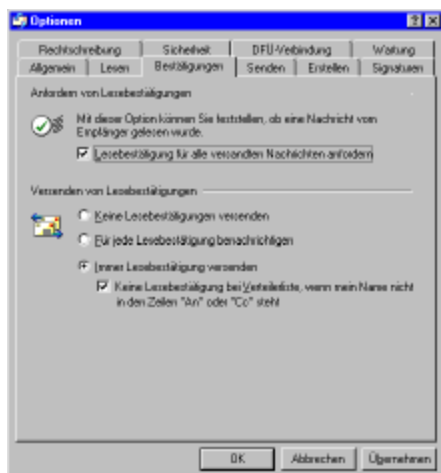 Optionen
Rechtschreibung Sicherheit DFÜ-Verbindung Wartung
Allgemein Lesen Bestätigungen Senden Erstellen Signaturen
Anfordern von Lesebestätigungen
Mit dieser Option können Sie feststellen, ob eine Nachricht vom
Empfänger gelesen wurde.
Lesebestätigung für alle versandten Nachrichten anfordern
Versenden von Lesebestätigungen
Keine Lesebestätigungen versenden
Für jede Lesebestätigung benachrichtigen
Immer Lesebestätigung versenden
Keine Lesebestätigung bei Verteilerliste, wenn mein Name nicht
in den Zeilen "An" oder "Cc" steht
OK Abbrechen Übernehmen